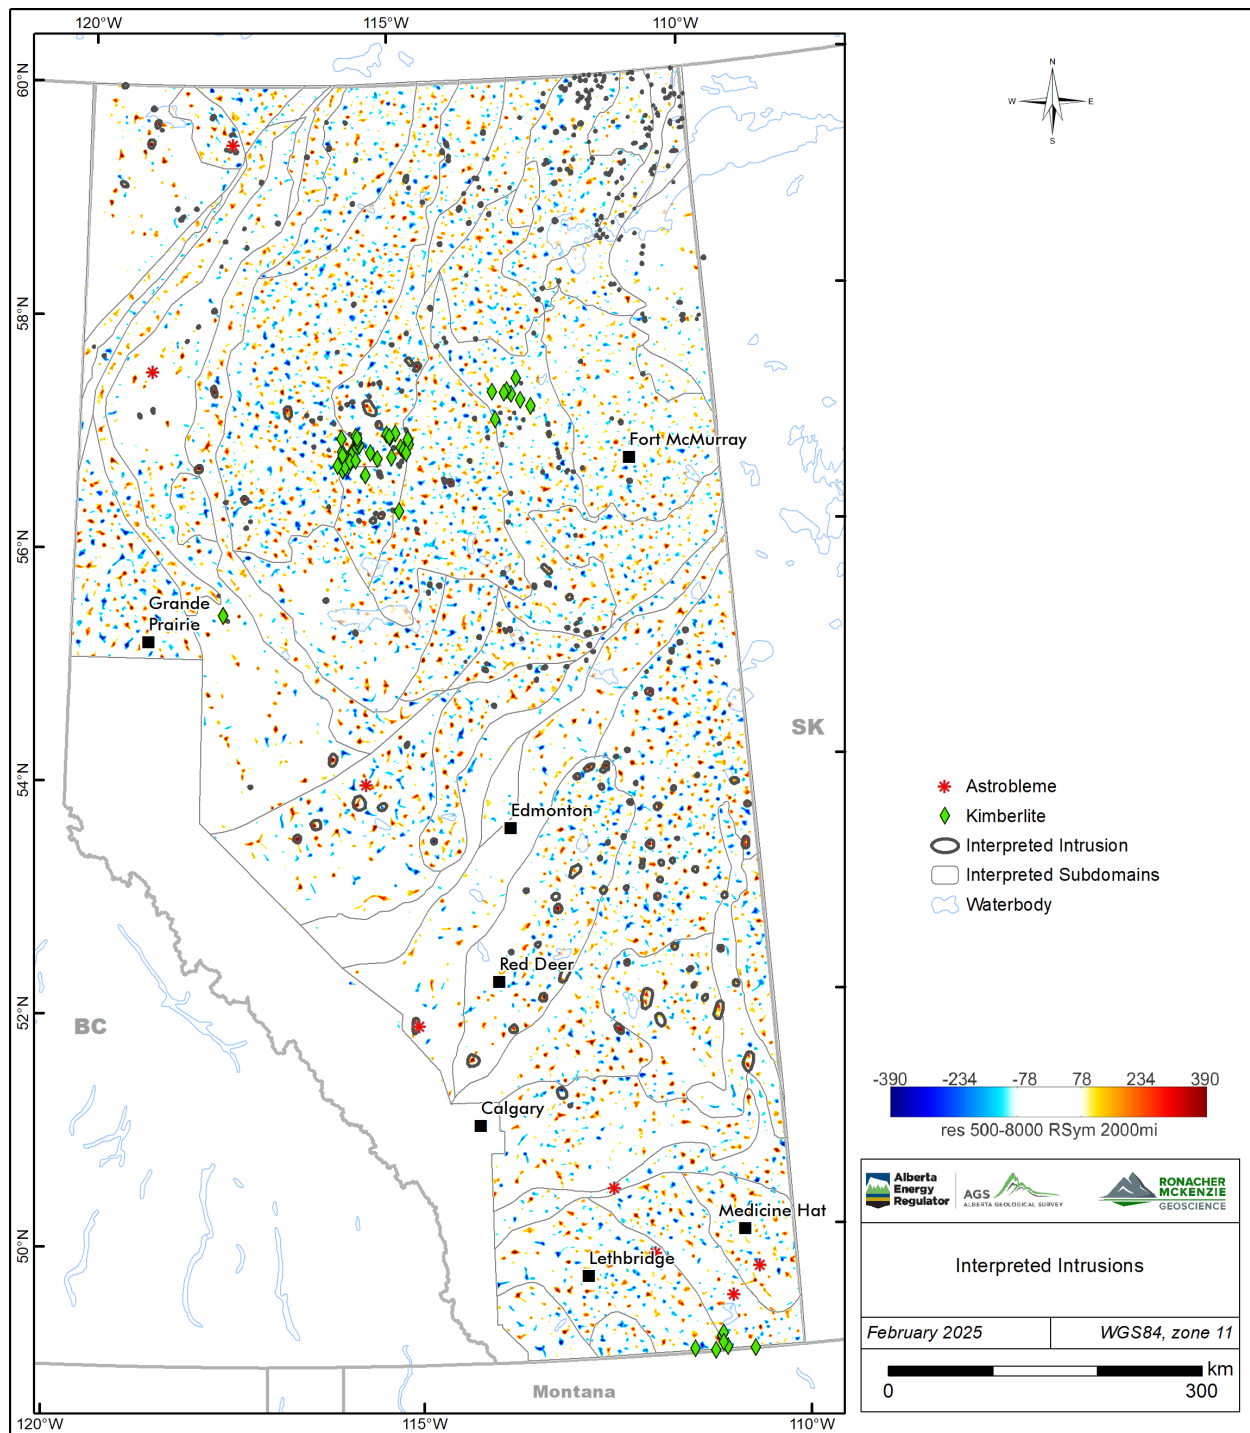 120°W
115°W
110°W
60°N
58°N
56°N
54°N
52°N
50°N
N
W
E
S
Fort McMurray
Grande
Prairie
SK
Edmonton
Red Deer
BC
Calgary
Medicine Hat
Lethbridge
Montana
120°W
115°W
110°W
Astrobleme
Kimberlite
Interpreted Intrusion
Interpreted Subdomains
Waterbody
-390 -234 -78 78 234 390
res 500-8000 RSym 2000mi
Alberta
Energy
Regulator
AGS
ALBERTA GEOLOGICAL SURVEY
RONACHER
MCKENZIE
GEOSCIENCE
Interpreted Intrusions
February 2025
WGS84, zone 11
km
0 300